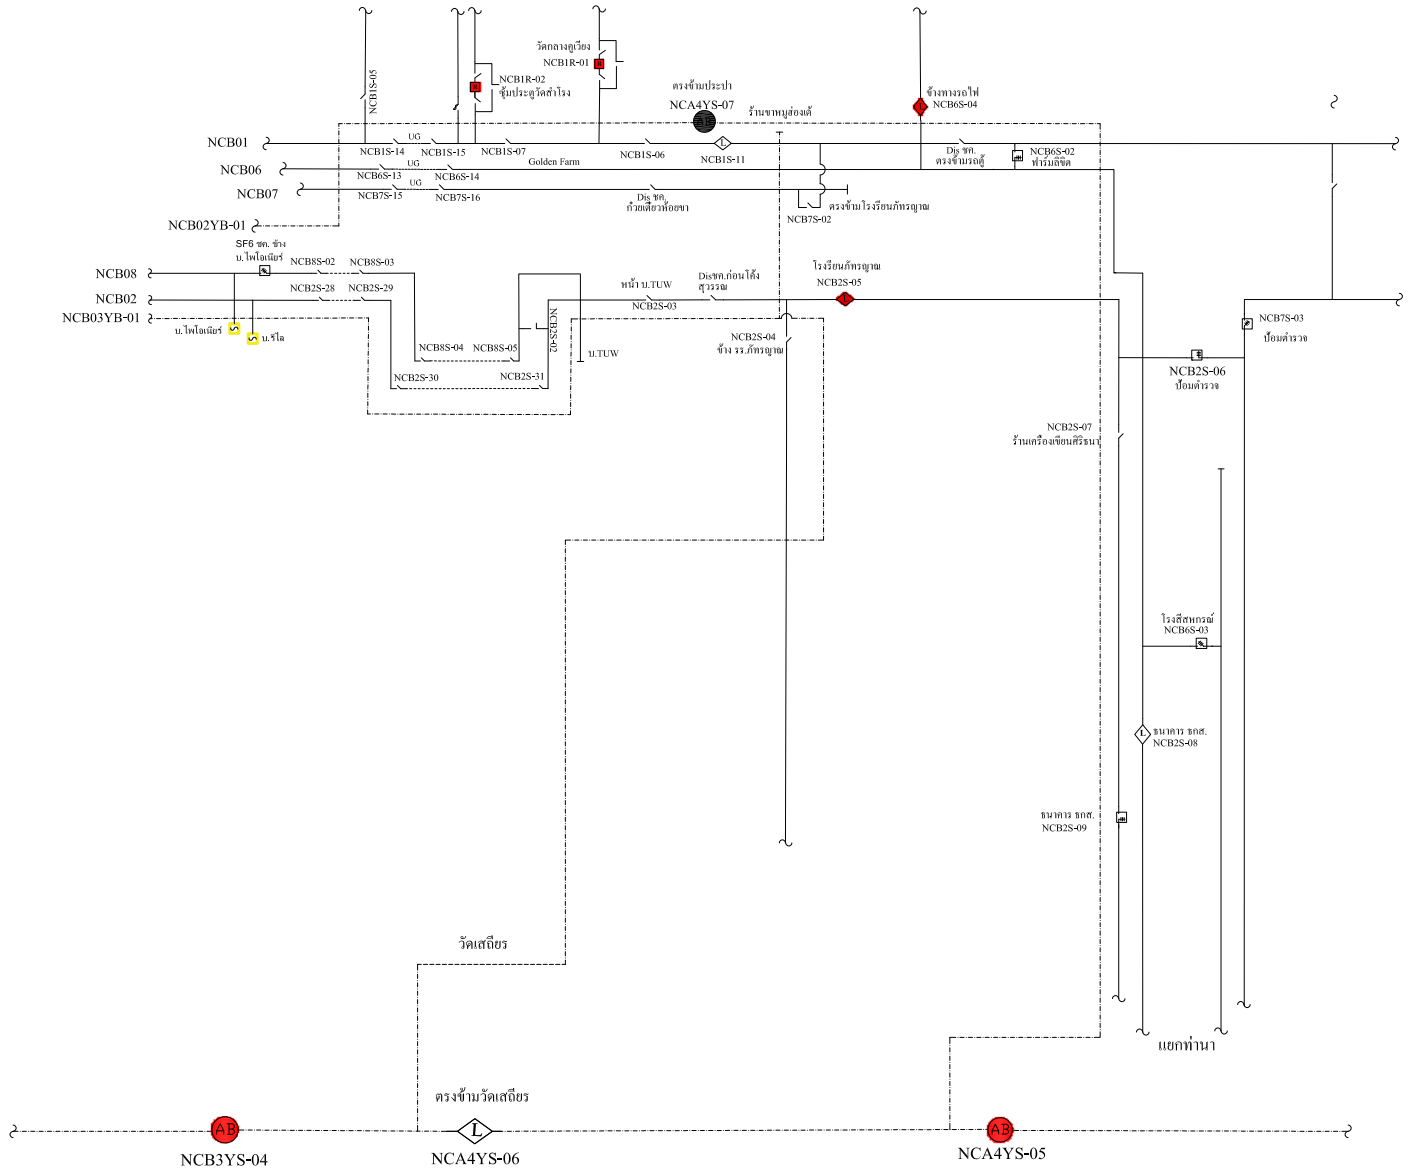 NCB1S-05
NCB1R-02
ซุ้มประตูวัดสำโรง
วัดกลางคูเวียง
NCB1R-01
ตรงข้ามประปา
NCA4YS-07
AB
ร้านขาหมูส่องเต้
ข้างทางรถไฟ
NCB6S-04
L
NCB01
UG
NCB1S-14
NCB1S-15
NCB1S-07
NCB1S-06
L
NCB1S-11
Dis ชค.
ตรงข้ามรถตู้
NCB6S-02
ฟาร์มลิขิต
NCB06
UG
Golden Farm
NCB6S-13
NCB6S-14
NCB07
UG
NCB7S-15
NCB7S-16
Dis ชค.
ก๋วยเตี๋ยวห้อยขา
ตรงข้ามโรงเรียนภัทรญาณ
NCB7S-02
NCB02YB-01
SF6 ชค. ข้าง
บ.ไพโอเนียร์
NCB08
NCB8S-02
NCB8S-03
NCB02
NCB2S-28
NCB2S-29
NCB03YB-01
บ.ไพโอเนียร์
บ.รีไล
หน้า บ.TUW
NCB2S-03
Disชค.ก่อนโค้ง
สุวรรณ
โรงเรียนภัทรญาณ
NCB2S-05
L
NCB2S-02
NCB8S-04
NCB8S-05
บ.TUW
NCB2S-30
NCB2S-31
NCB2S-04
ข้าง รร.ภัทรญาณ
NCB7S-03
ป้อมตำรวจ
NCB2S-06
ป้อมตำรวจ
NCB2S-07
ร้านเครื่องเขียนศิริธนา
โรงสีสหกรณ์
NCB6S-03
L
ธนาคาร ธกส.
NCB2S-08
ธนาคาร ธกส.
NCB2S-09
วัดเสถียร
แยกท่านา
ตรงข้ามวัดเสถียร
AB
L
AB
NCB3YS-04
NCA4YS-06
NCA4YS-05